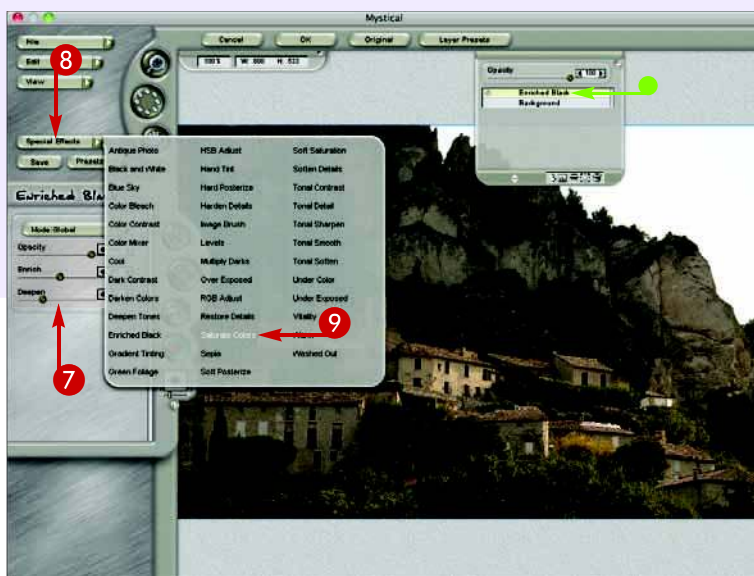 Mystical
File
Edit
View
Cancel
OK
Original
Layer Presets
100%
W: 800 H: 533
8
Special Effects
Save
Presets
Enriched Bla
Mode: Global
Opacity
Enrich
Deepen
7
Antique Photo
Black and White
Blue Sky
Color Bleach
Color Contrast
Color Mixer
Cool
Dark Contrast
Darken Colors
Deepen Tones
Enriched Black
Gradient Tinting
Green Foliage
HSB Adjust
Hand Tint
Hard Posterize
Harden Details
Image Brush
Levels
Multiply Darks
Over Exposed
RGB Adjust
Restore Details
Saturate Colors
Sepia
Soft Posterize
Soft Saturation
Soften Details
Tonal Contrast
Tonal Detail
Tonal Sharpen
Tonal Smooth
Tonal Soften
Under Color
Under Exposed
Vitality
Washed Out
9
Opacity
100
Enriched Black
Background